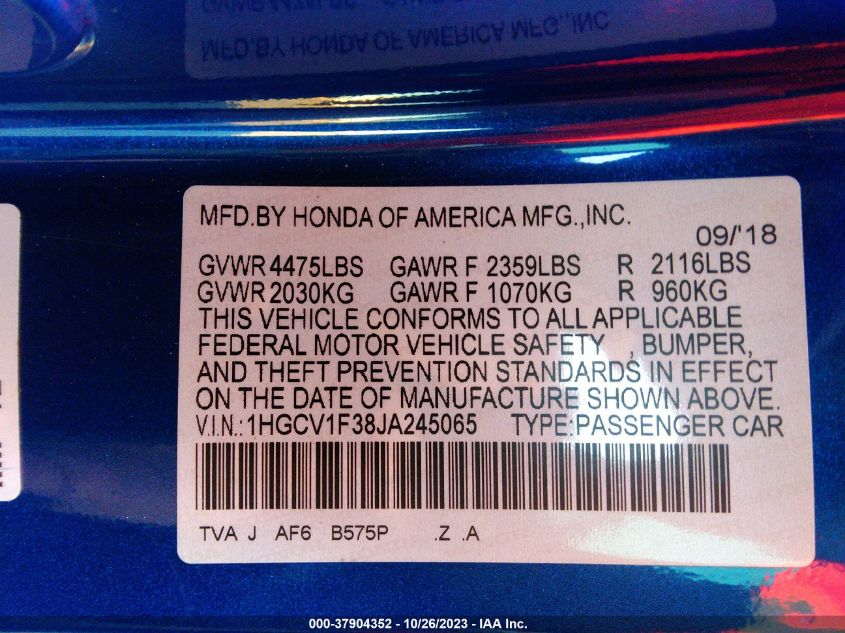 MFD.BY HONDA OF AMERICA MFG.,INC.
MFD.BY HONDA OF AMERICA MFG.,INC.
09/'18
GVWR 4475LBS GAWR F 2359LBS R 2116LBS
GVWR 2030KG GAWR F 1070KG R 960KG
THIS VEHICLE CONFORMS TO ALL APPLICABLE
FEDERAL MOTOR VEHICLE SAFETY , BUMPER,
AND THEFT PREVENTION STANDARDS IN EFFECT
ON THE DATE OF MANUFACTURE SHOWN ABOVE.
V.I.N.:1HGCV1F38JA245065 TYPE:PASSENGER CAR
TVA J AF6 B575P .Z .A
000-37904352 - 10/26/2023 - IAA Inc.